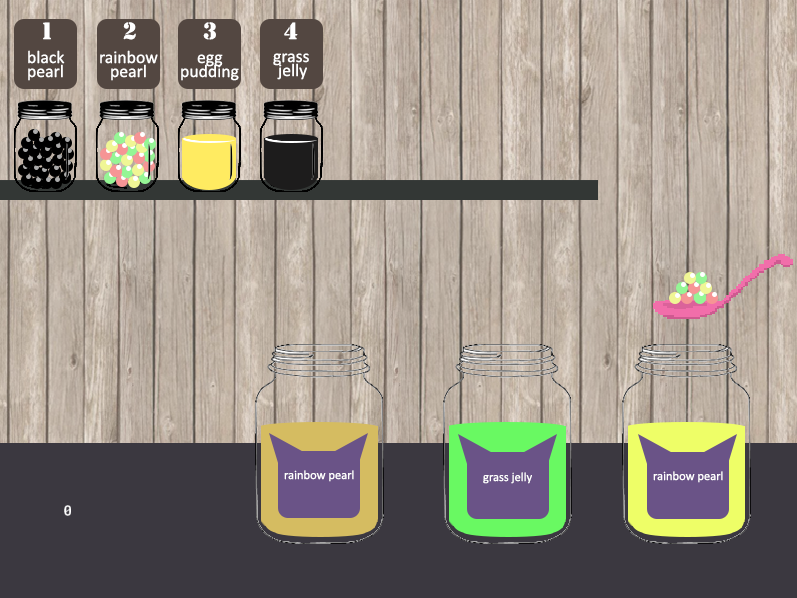 1
black
pearl
2
rainbow
pearl
3
egg
pudding
4
grass
jelly
rainbow pearl
grass jelly
rainbow pearl
0